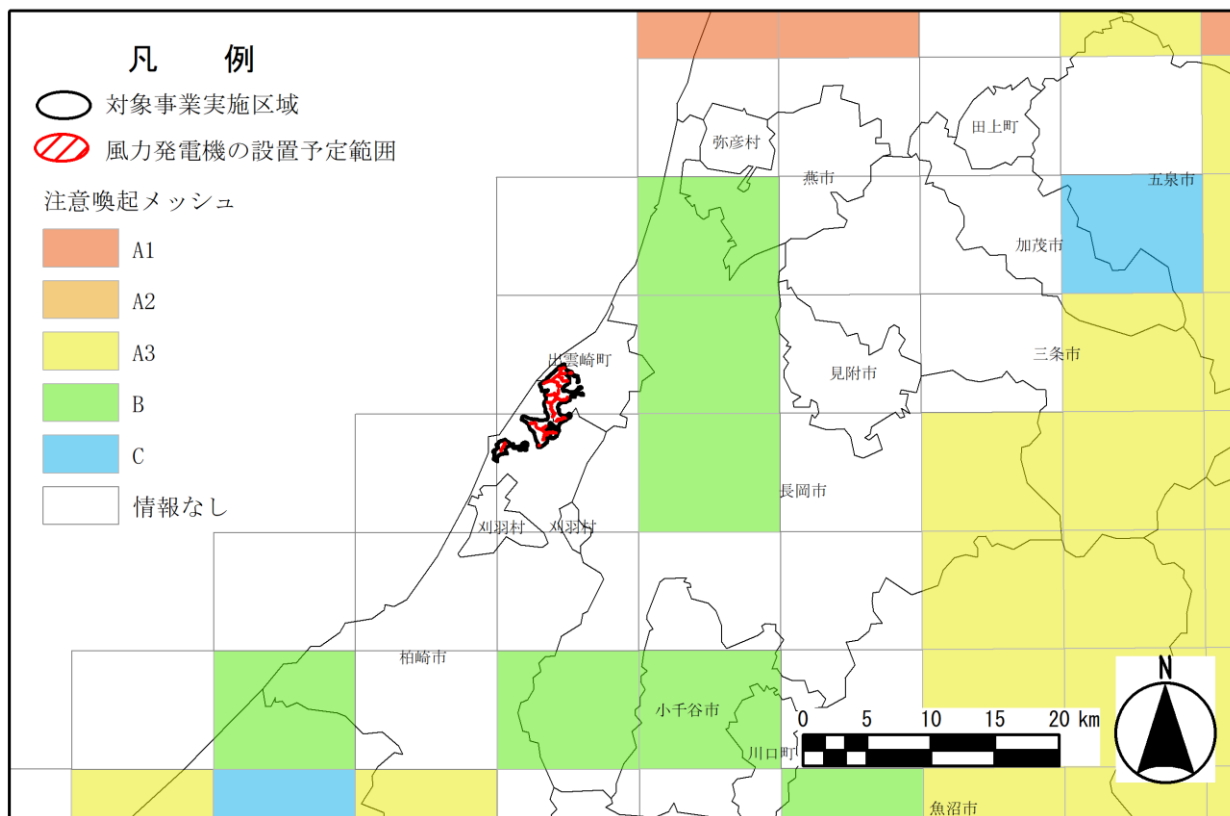 凡 例
対象事業実施区域
風力発電機の設置予定範囲
注意喚起メッシュ
A1
A2
A3
B
C
情報なし
弥彦村
田上町
燕市
五泉市
加茂市
出雲崎町
見附市
三条市
長岡市
刈羽村
刈羽村
柏崎市
小千谷市
川口町
魚沼市
0 5 10 15 20 km
N